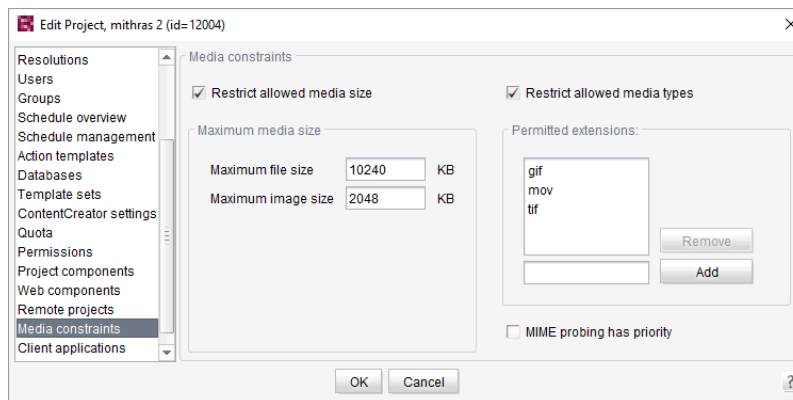 Edit Project, mithras 2 (id=12004)
Resolutions
Users
Groups
Schedule overview
Schedule management
Action templates
Databases
Template sets
ContentCreator settings
Quota
Permissions
Project components
Web components
Remote projects
Media constraints
Client applications
Media constraints
Restrict allowed media size
Restrict allowed media types
Maximum media size
Maximum file size 10240 KB
Maximum image size 2048 KB
Permitted extensions:
gif
mov
tif
Remove
Add
MIME probing has priority
OK Cancel
?